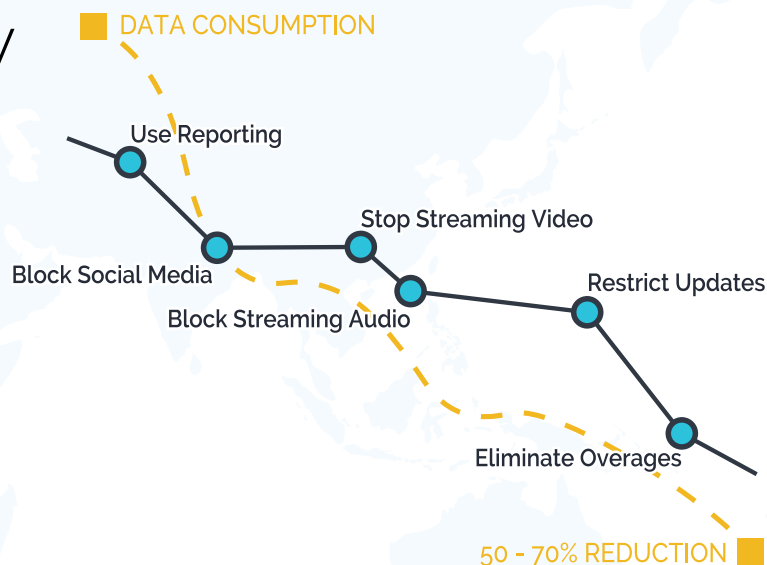 DATA CONSUMPTION
Use Reporting
Stop Streaming Video
Block Social Media
Restrict Updates
Block Streaming Audio
Eliminate Overages
50 - 70% REDUCTION